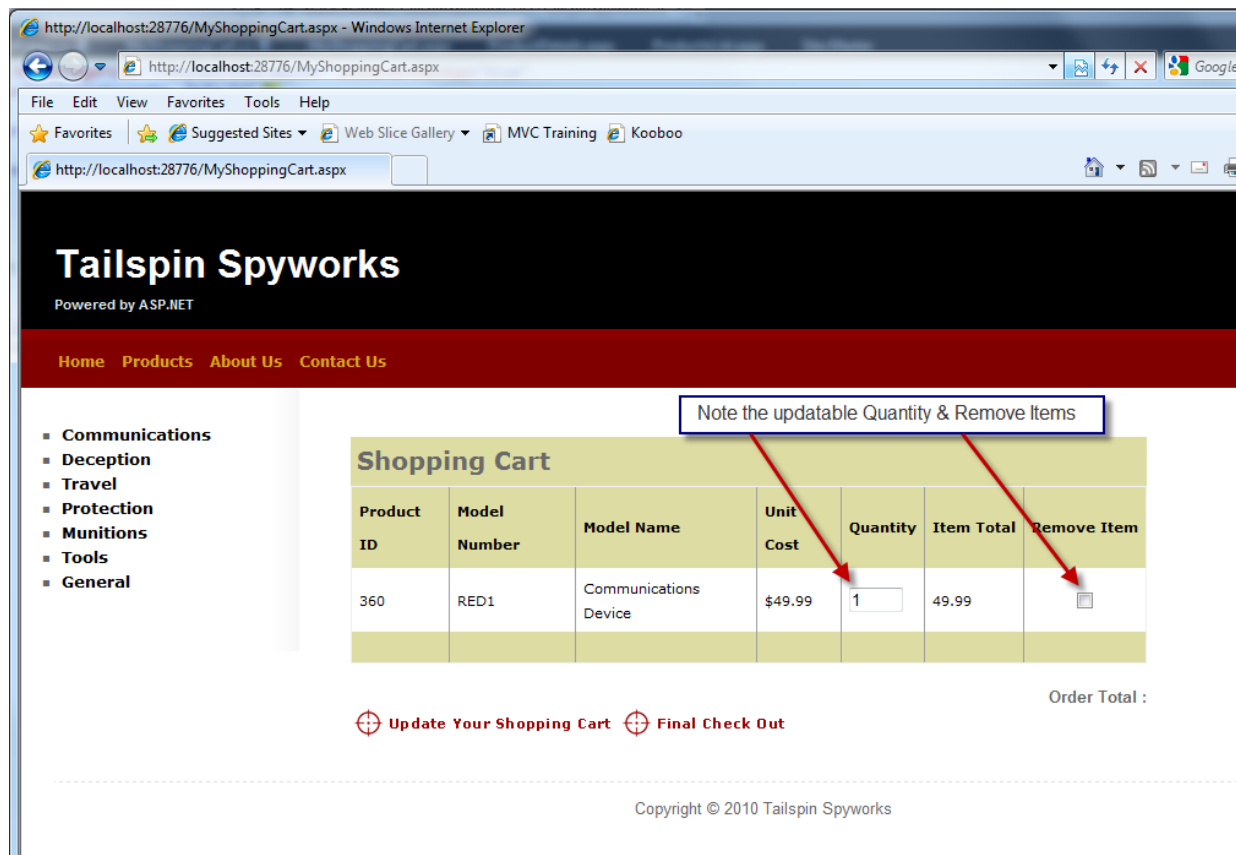 http://localhost:28776/MyShoppingCart.aspx - Windows Internet Explorer
http://localhost:28776/MyShoppingCart.aspx
Google
File Edit View Favorites Tools Help
Favorites Suggested Sites Web Slice Gallery MVC Training Kooboo
http://localhost:28776/MyShoppingCart.aspx
Tailspin Spyworks
Powered by ASP.NET
Home Products About Us Contact Us
Note the updatable Quantity & Remove Items
Communications
Deception
Travel
Protection
Munitions
Tools
General
Shopping Cart
Product ID Model Number Model Name Unit Cost Quantity Item Total Remove Item
360 RED1 Communications Device $49.99 1 49.99
Order Total :
Update Your Shopping Cart Final Check Out
Copyright © 2010 Tailspin Spyworks